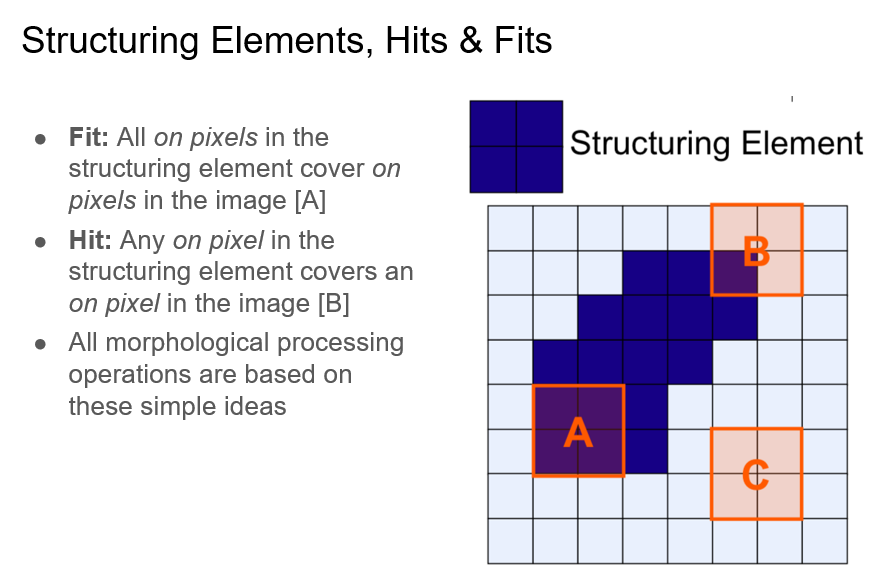 Structuring Elements, Hits & Fits
● Fit: All on pixels in the
structuring element cover on
pixels in the image [A]
● Hit: Any on pixel in the
structuring element covers an
on pixel in the image [B]
● All morphological processing
operations are based on
these simple ideas
Structuring Element
B
A
C